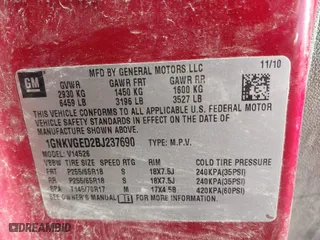 11/10
GM
MFD BY GENERAL MOTORS LLC
GVWR GAWR FRT GAWR RR
2930 KG 1450 KG 1600 KG
6459 LB 3196 LB 3527 LB
THIS VEHICLE CONFORMS TO ALL APPLICABLE U.S. FEDERAL MOTOR
VEHICLE SAFETY AND THEFT PREVENTION STANDARDS IN EFFECT ON THE DATE
OF MANUFACTURE SHOWN ABOVE.
1GNKVGED2BJ237690 TYPE: M.P.V.
TIRE SIZE SPEED RTG RIM COLD TIRE PRESSURE
FRT P255/65R18 S 18X7.5J 240KPA(35PSI)
RR P255/65R18 S 18X7.5J 240KPA(35PSI)
SPA 17X4.5B 420KPA(60PSI)
SEE OWNER'S MANUAL FOR MORE INFORMATION